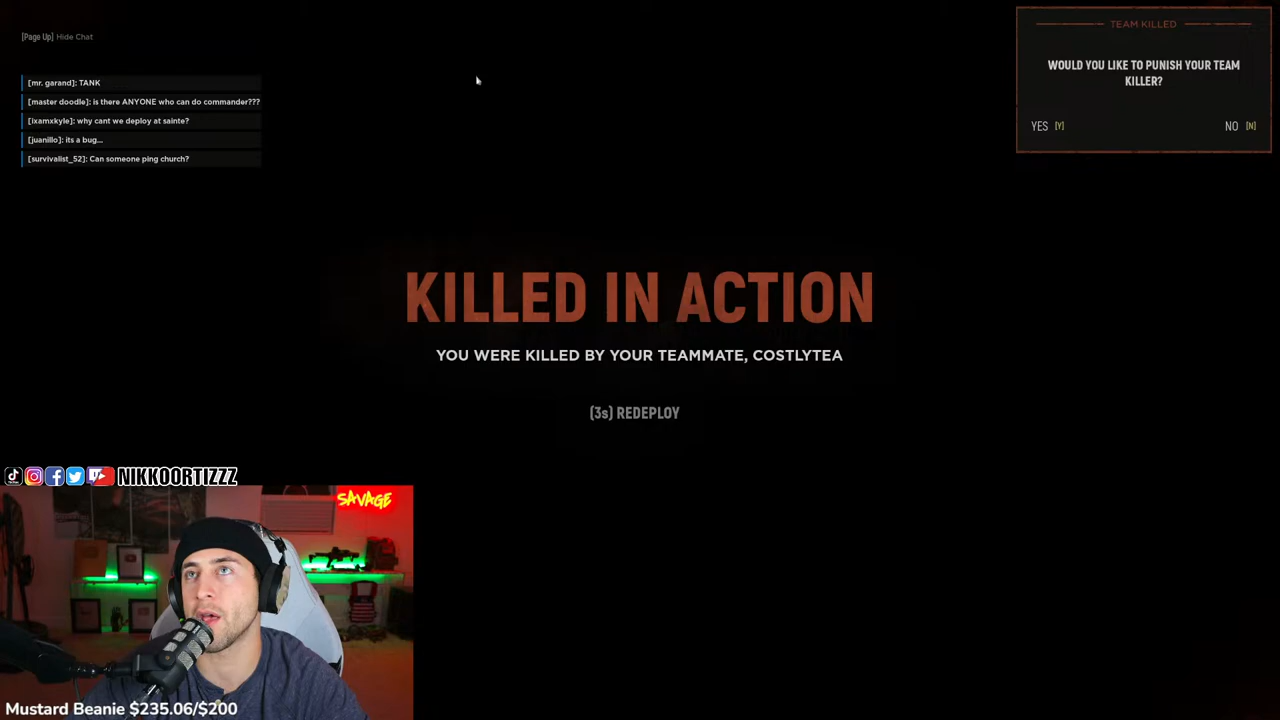 [Page Up] Hide Chat
[mr. garand]: TANK
[master doodle]: is there ANYONE who can do commander???
[ixamxkyle]: why cant we deploy at sainte?
[juanillo]: its a bug...
[survivalist_52]: Can someone ping church?
TEAM KILLED
WOULD YOU LIKE TO PUNISH YOUR TEAM
KILLER?
YES [Y]
NO [N]
KILLED IN ACTION
YOU WERE KILLED BY YOUR TEAMMATE, COSTLYTEA
(3s) REDEPLOY
NIKKOORTIZZZ
SAVAGE
Mustard Beanie $235.06/$200